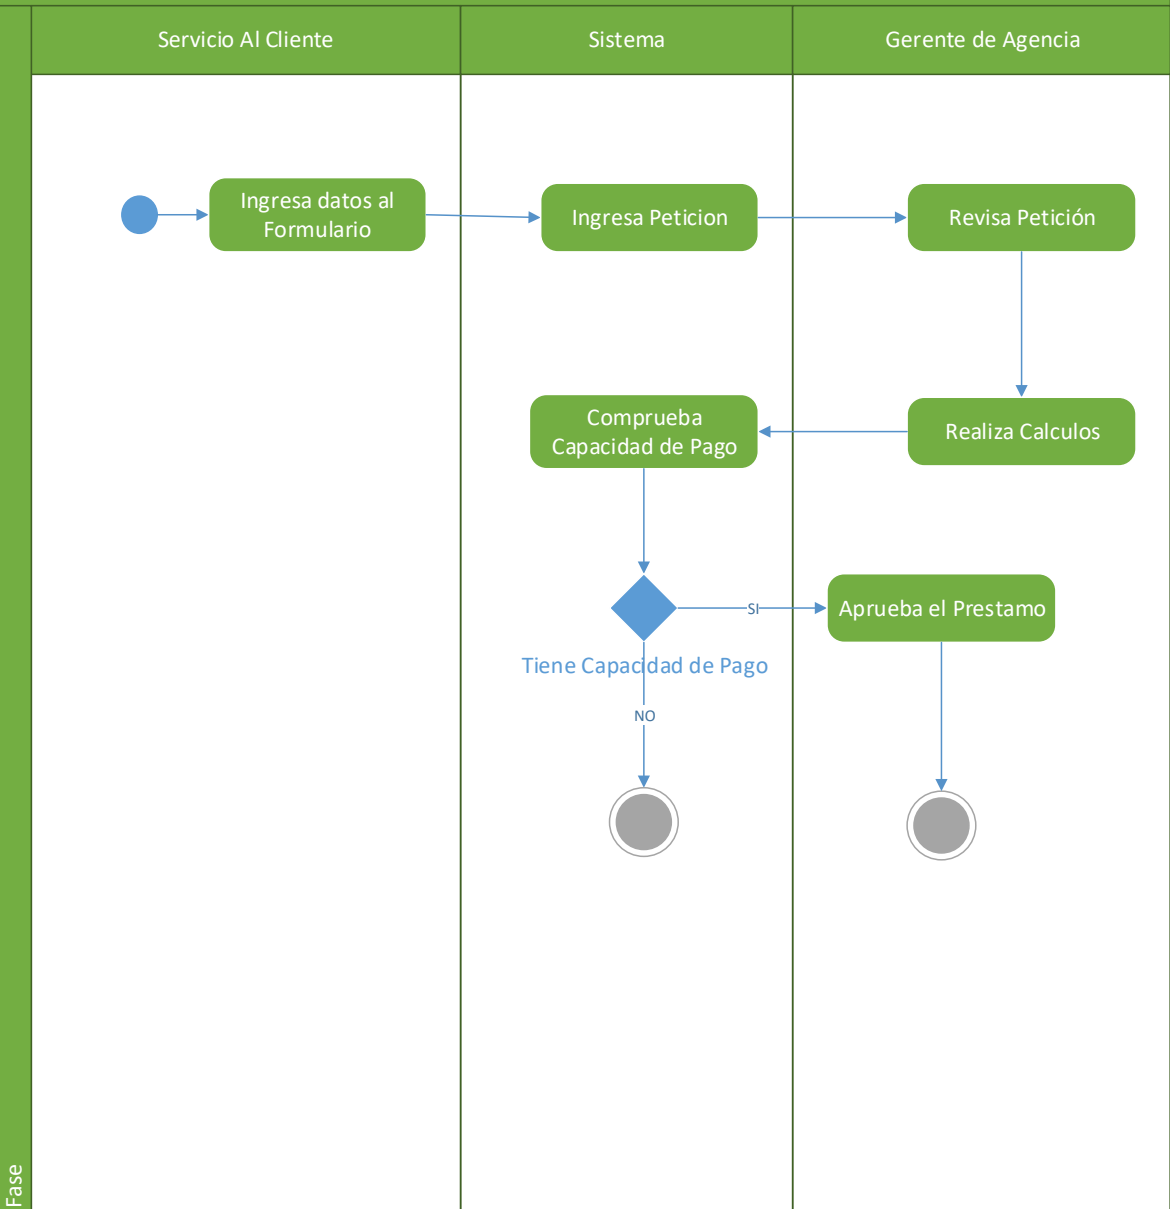 Servicio Al Cliente
Sistema
Gerente de Agencia
Ingresa datos al
Formulario
Ingresa Peticion
Revisa Petición
Comprueba
Capacidad de Pago
Realiza Calculos
SI
Aprueba el Prestamo
Tiene Capacidad de Pago
NO
Fase